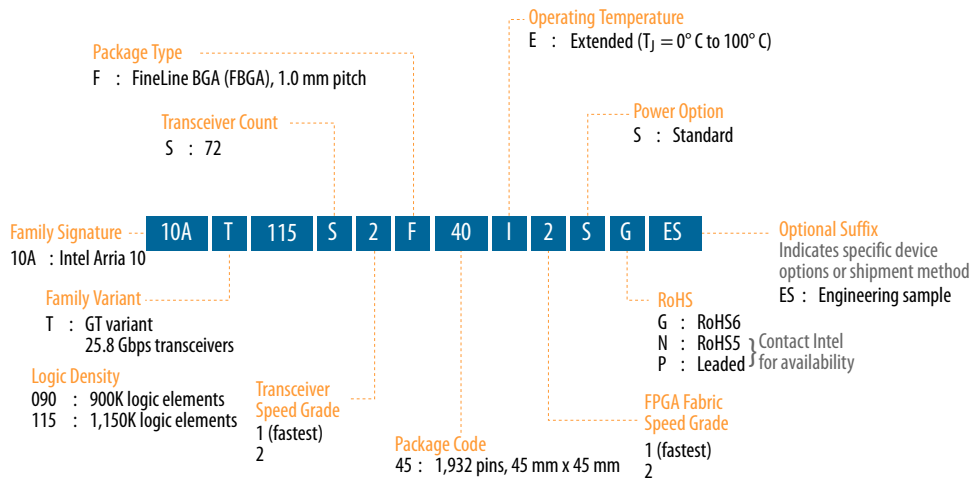 Operating Temperature
E : Extended (TJ = 0° C to 100° C)
Package Type
F : FineLine BGA (FBGA), 1.0 mm pitch
Transceiver Count
S : 72
Power Option
S : Standard
10A T 115 S 2 F 40 I 2 S G ES
Family Signature
10A : Intel Arria 10
Optional Suffix
Indicates specific device
options or shipment method
ES : Engineering sample
Family Variant
T : GT variant
25.8 Gbps transceivers
RoHS
G : RoHS6
N : RoHS5
P : Leaded
} Contact Intel
for availability
Logic Density
090 : 900K logic elements
115 : 1,150K logic elements
Transceiver
Speed Grade
1 (fastest)
2
Package Code
45 : 1,932 pins, 45 mm x 45 mm
FPGA Fabric
Speed Grade
1 (fastest)
2